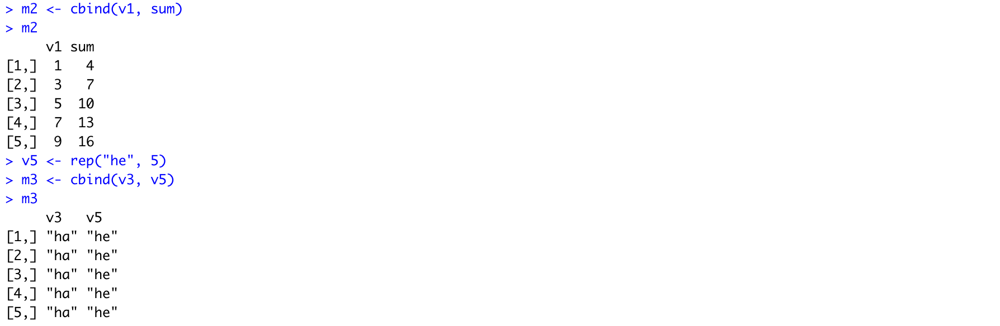 > m2 <- cbind(v1, sum)
> m2
     v1 sum
[1,]  1   4
[2,]  3   7
[3,]  5  10
[4,]  7  13
[5,]  9  16
> v5 <- rep("he", 5)
> m3 <- cbind(v3, v5)
> m3
     v3   v5
[1,] "ha" "he"
[2,] "ha" "he"
[3,] "ha" "he"
[4,] "ha" "he"
[5,] "ha" "he"